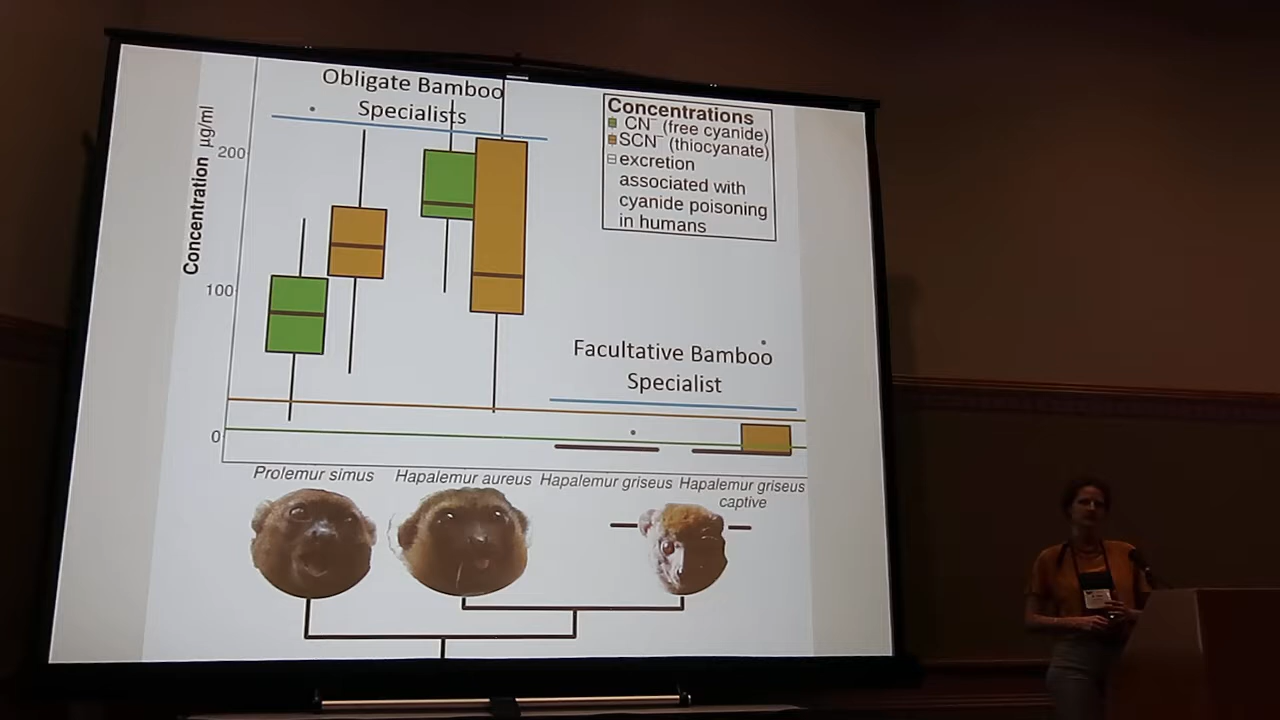 Obligate Bamboo
Specialists
Concentration µg/ml
200
100
0
Concentrations
CN⁻ (free cyanide)
SCN⁻ (thiocyanate)
excretion
associated with
cyanide poisoning
in humans
Facultative Bamboo
Specialist
Prolemur simus
Hapalemur aureus
Hapalemur griseus
Hapalemur griseus
captive